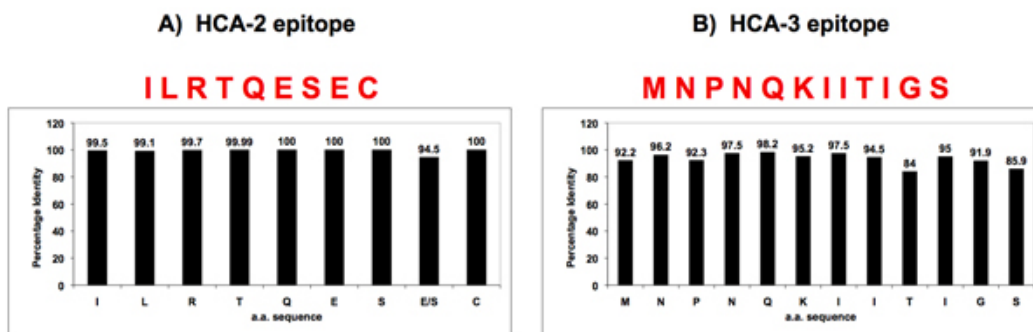 A) HCA-2 epitope
I L R T Q E S E C
120
100
80
60
40
20
0
Percentage Identity
99.5 99.1 99.7 99.99 100 100 100 94.5 100
I L R T Q E S E/S C
a.a. sequence
B) HCA-3 epitope
M N P N Q K I I T I G S
120
100
80
60
40
20
0
Percentage Identity
92.2 96.2 92.3 97.5 98.2 95.2 97.5 94.5 84 95 91.9 85.9
M N P N Q K I I T I G S
a.a. sequence